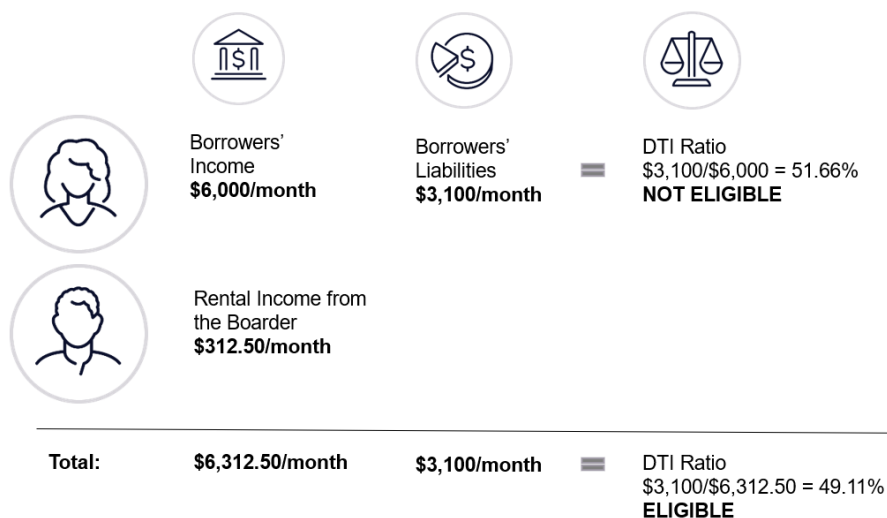 Borrowers'
Income
$6,000/month
Borrowers'
Liabilities
$3,100/month
DTI Ratio
$3,100/$6,000 = 51.66%
NOT ELIGIBLE
Rental Income from
the Boarder
$312.50/month
Total:
$6,312.50/month
$3,100/month
DTI Ratio
$3,100/$6,312.50 = 49.11%
ELIGIBLE